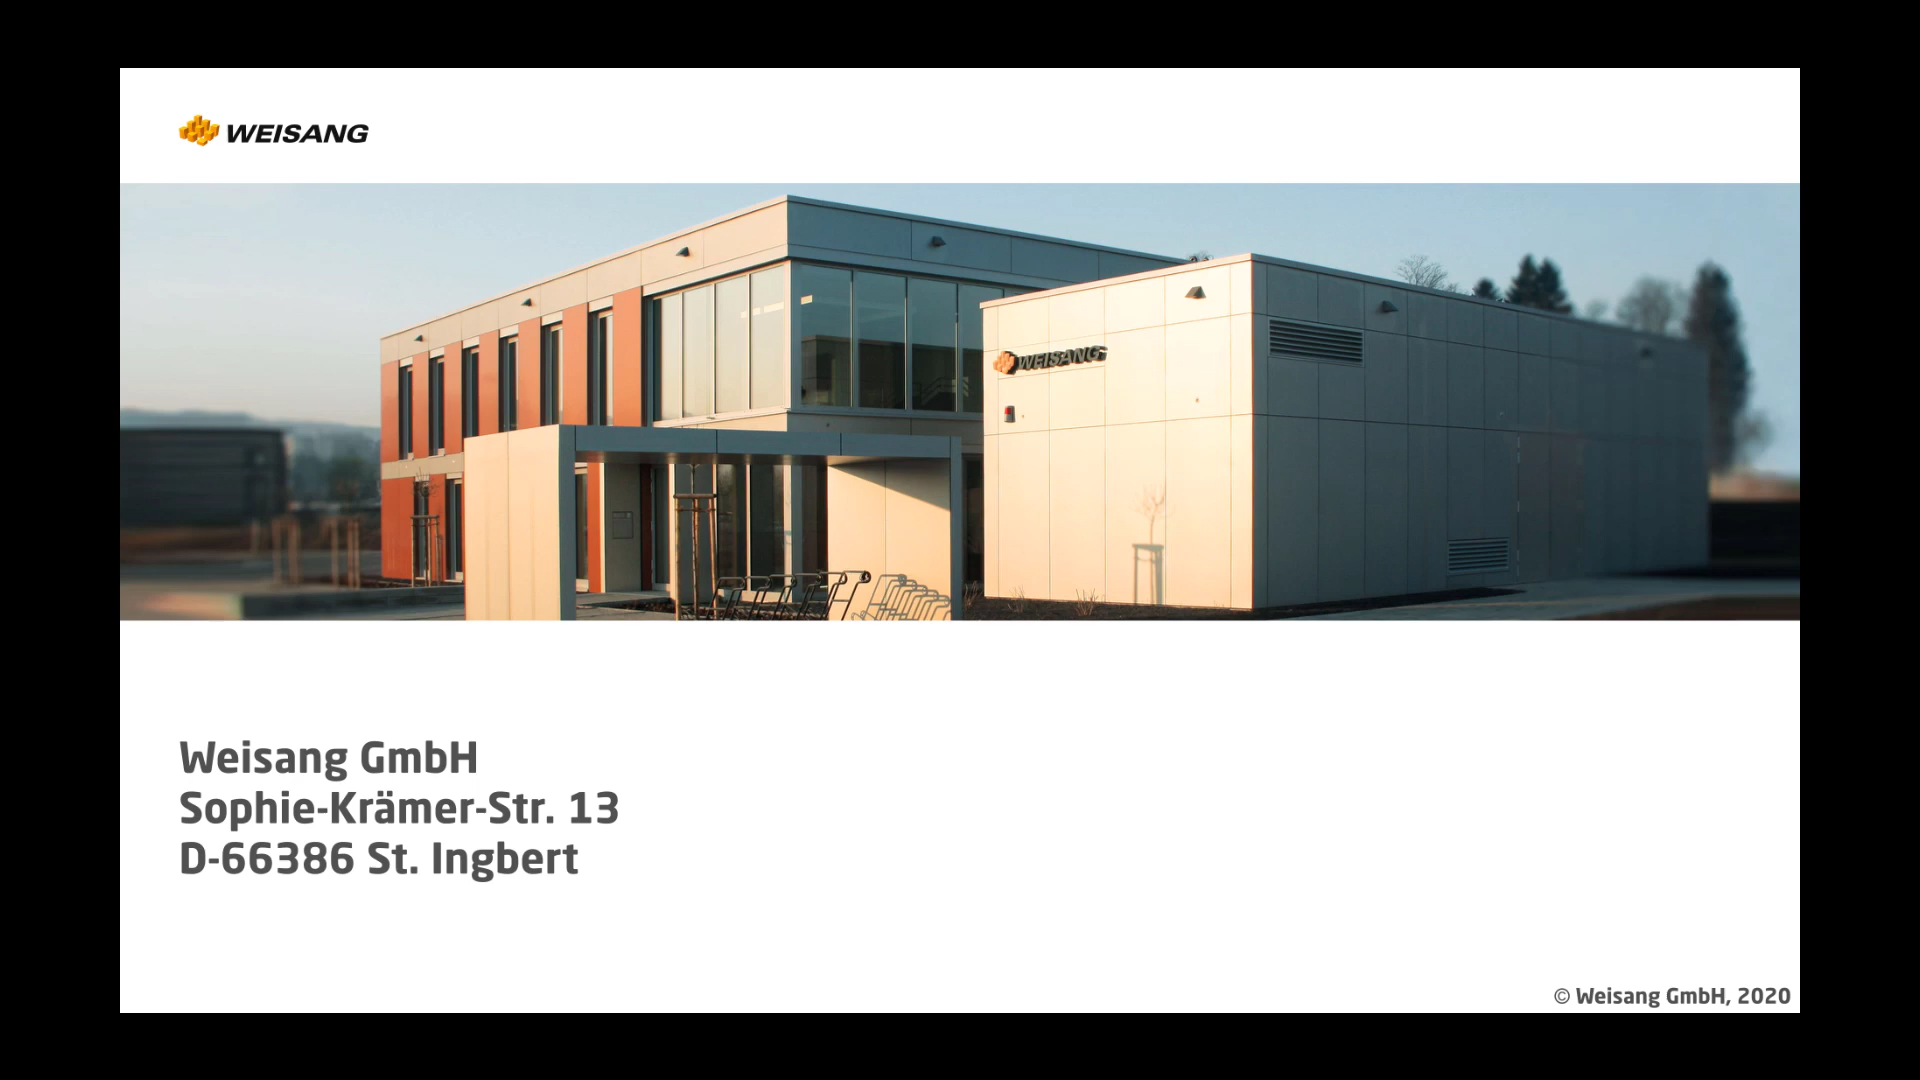 WEISANG
WEISANG
Weisang GmbH
Sophie-Krämer-Str. 13
D-66386 St. Ingbert
© Weisang GmbH, 2020